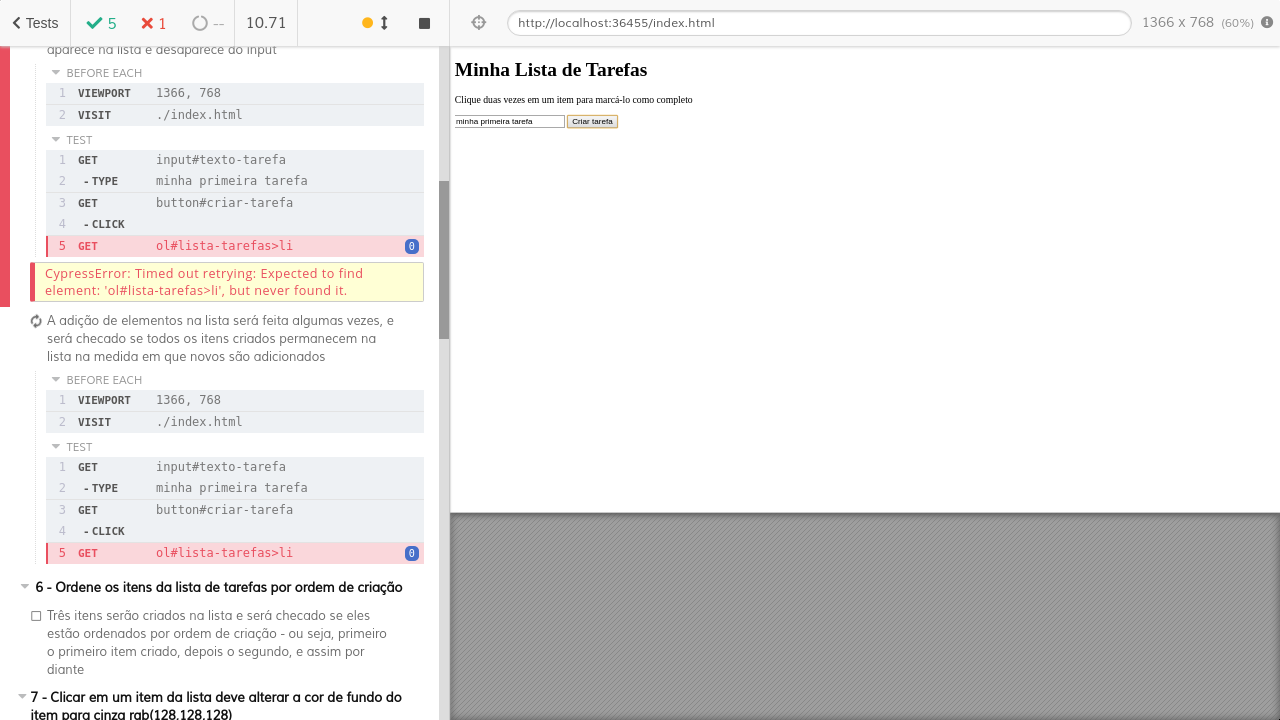 Tests
5
1
--
10.71
http://localhost:36455/index.html
1366 x 768 (60%)
aparece na lista e desaparece do input
BEFORE EACH
1 VIEWPORT 1366, 768
2 VISIT ./index.html
TEST
1 GET input#texto-tarefa
2 - TYPE minha primeira tarefa
3 GET button#criar-tarefa
4 - CLICK
5 GET ol#lista-tarefas>li 0
CypressError: Timed out retrying: Expected to find
element: 'ol#lista-tarefas>li', but never found it.
A adição de elementos na lista será feita algumas vezes, e
será checado se todos os itens criados permanecem na
lista na medida em que novos são adicionados
BEFORE EACH
1 VIEWPORT 1366, 768
2 VISIT ./index.html
TEST
1 GET input#texto-tarefa
2 - TYPE minha primeira tarefa
3 GET button#criar-tarefa
4 - CLICK
5 GET ol#lista-tarefas>li 0
6 - Ordene os itens da lista de tarefas por ordem de criação
Três itens serão criados na lista e será checado se eles
estão ordenados por ordem de criação - ou seja, primeiro
o primeiro item criado, depois o segundo, e assim por
diante
7 - Clicar em um item da lista deve alterar a cor de fundo do
item para cinza rgb(128,128,128)
Minha Lista de Tarefas
Clique duas vezes em um item para marcá-lo como completo
minha primeira tarefa
Criar tarefa